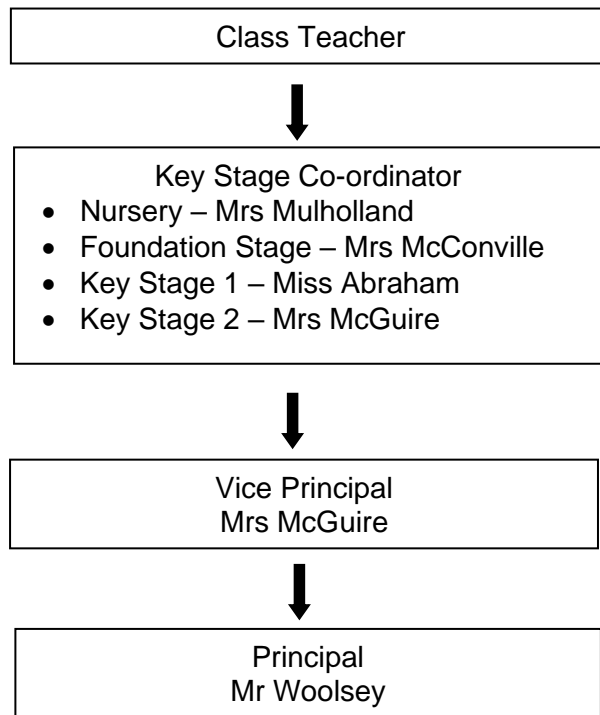 Class Teacher
Key Stage Co-ordinator
• Nursery – Mrs Mulholland
• Foundation Stage – Mrs McConville
• Key Stage 1 – Miss Abraham
• Key Stage 2 – Mrs McGuire
Vice Principal
Mrs McGuire
Principal
Mr Woolsey